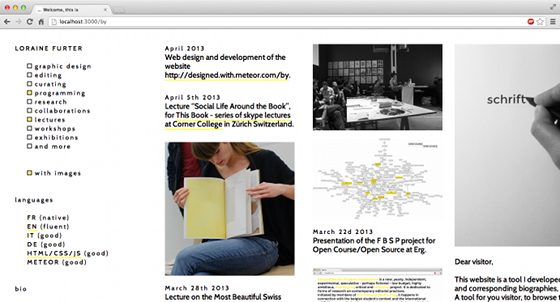 ... Welcome, this is
localhost:3000/by
LORAINE FURTER
graphic design
editing
curating
programming
research
collaborations
lectures
workshops
exhibitions
and more
with images
languages
FR (native)
EN (fluent)
IT (good)
DE (good)
HTML/CSS/JS (good)
METEOR (good)
bio
April 2013
Web design and development of the
website
http://designed.with.meteor.com/by.
April 5th 2013
Lecture "Social Life Around the Book",
for This Book - series of skype lectures
at Corner College in Zürich Switzerland.
March 28th 2013
Lecture on the Most Beautiful Swiss
March 22d 2013
Presentation of the F B S P project for
Open Course/Open Source at Erg.
schrift
Dear visitor,
This website is a tool I develope
and corresponding biographies
A tool for you visitor, to browse